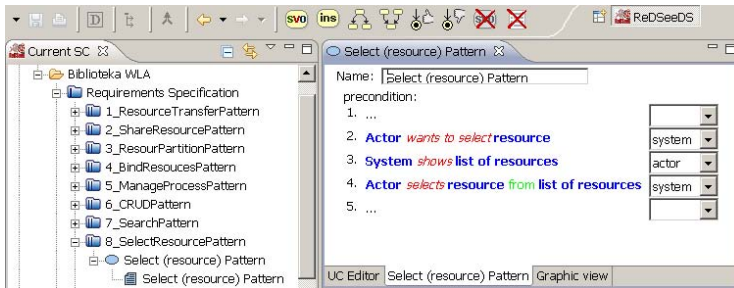 D
svo
ins
svo
ReDSeeDS
Current SC
Select (resource) Pattern
Biblioteka WLA
Requirements Specification
1_ResourceTransferPattern
2_ShareResourcePattern
3_ResourPartitionPattern
4_BindResoucesPattern
5_ManageProcessPattern
6_CRUDPattern
7_SearchPattern
8_SelectResourcePattern
Select (resource) Pattern
Select (resource) Pattern
Name: Select (resource) Pattern
precondition:
1. ...
2. Actor wants to select resource system
3. System shows list of resources actor
4. Actor selects resource from list of resources system
5. ...
UC Editor Select (resource) Pattern Graphic view